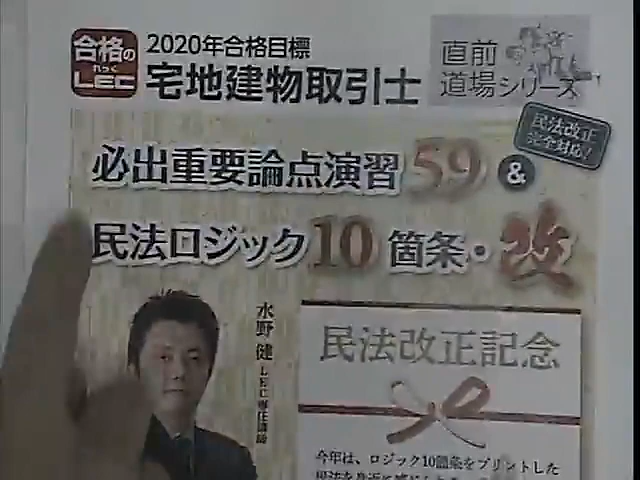 合格の
れっく
LEC
2020年合格目標
宅地建物取引士
直前
道場シリーズ
民法改正
完全対応!
必出重要論点演習59&
民法ロジック10箇条・改
水野 健 LEC専任講師
民法改正記念
今年は、ロジック10箇条をプリントした